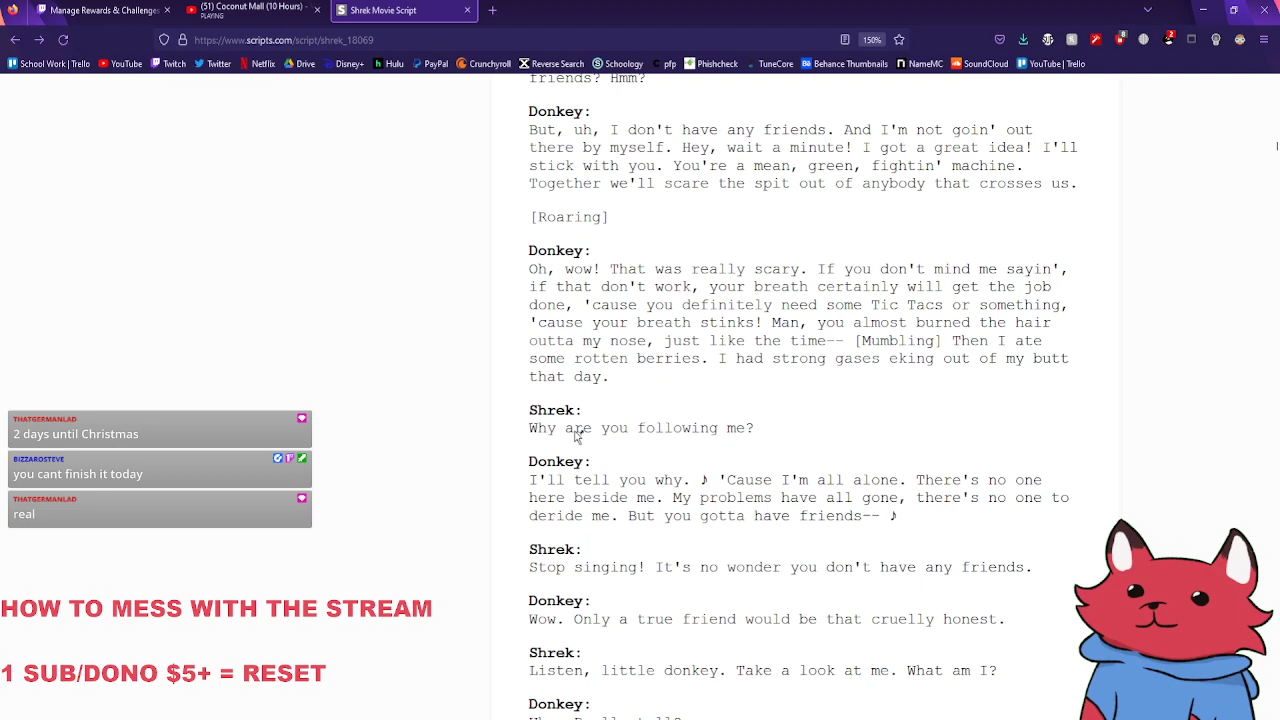 Manage Rewards & Challenges
(51) Coconut Mall (10 Hours) -
PLAYING
Shrek Movie Script
https://www.scripts.com/script/shrek_18069
150%
School Work | Trello
YouTube
Twitch
Twitter
Netflix
Drive
Disney+
Hulu
PayPal
Crunchyroll
Reverse Search
Schoology
pfp
Phishcheck
TuneCore
Behance Thumbnails
NameMC
SoundCloud
YouTube | Trello
friends? Hmm?
Donkey:
But, uh, I don't have any friends. And I'm not goin' out
there by myself. Hey, wait a minute! I got a great idea! I'll
stick with you. You're a mean, green, fightin' machine.
Together we'll scare the spit out of anybody that crosses us.
[Roaring]
Donkey:
Oh, wow! That was really scary. If you don't mind me sayin',
if that don't work, your breath certainly will get the job
done, 'cause you definitely need some Tic Tacs or something,
'cause your breath stinks! Man, you almost burned the hair
outta my nose, just like the time-- [Mumbling] Then I ate
some rotten berries. I had strong gases eking out of my butt
that day.
Shrek:
Why are you following me?
Donkey:
I'll tell you why. ♪ 'Cause I'm all alone. There's no one
here beside me. My problems have all gone, there's no one to
deride me. But you gotta have friends-- ♪
Shrek:
Stop singing! It's no wonder you don't have any friends.
Donkey:
Wow. Only a true friend would be that cruelly honest.
Shrek:
Listen, little donkey. Take a look at me. What am I?
Donkey:
THATGERMANLAD
2 days until Christmas
BIZZAROSTEVE
you cant finish it today
THATGERMANLAD
real
HOW TO MESS WITH THE STREAM
1 SUB/DONO $5+ = RESET